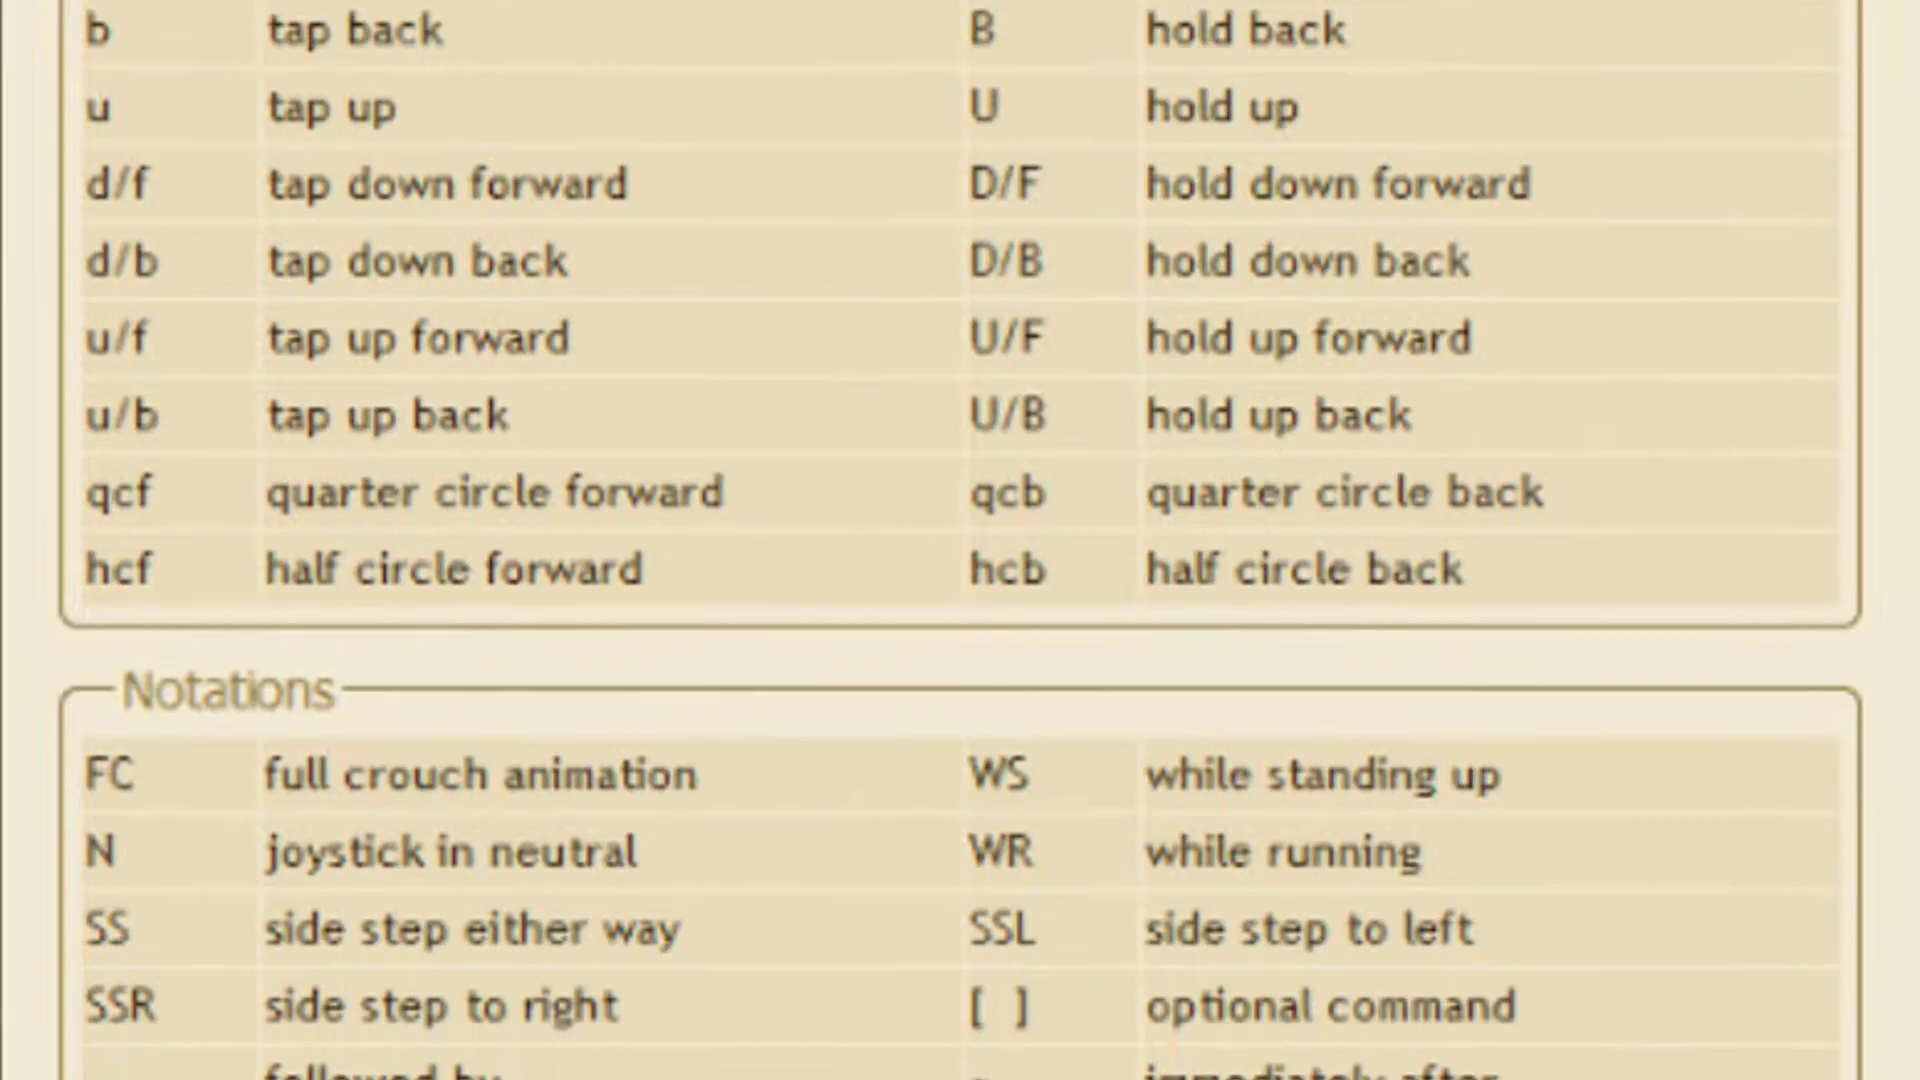 b tap back B hold back
u tap up U hold up
d/f tap down forward D/F hold down forward
d/b tap down back D/B hold down back
u/f tap up forward U/F hold up forward
u/b tap up back U/B hold up back
qcf quarter circle forward qcb quarter circle back
hcf half circle forward hcb half circle back
Notations
FC full crouch animation WS while standing up
N joystick in neutral WR while running
SS side step either way SSL side step to left
SSR side step to right [ ] optional command
followed by immediately after